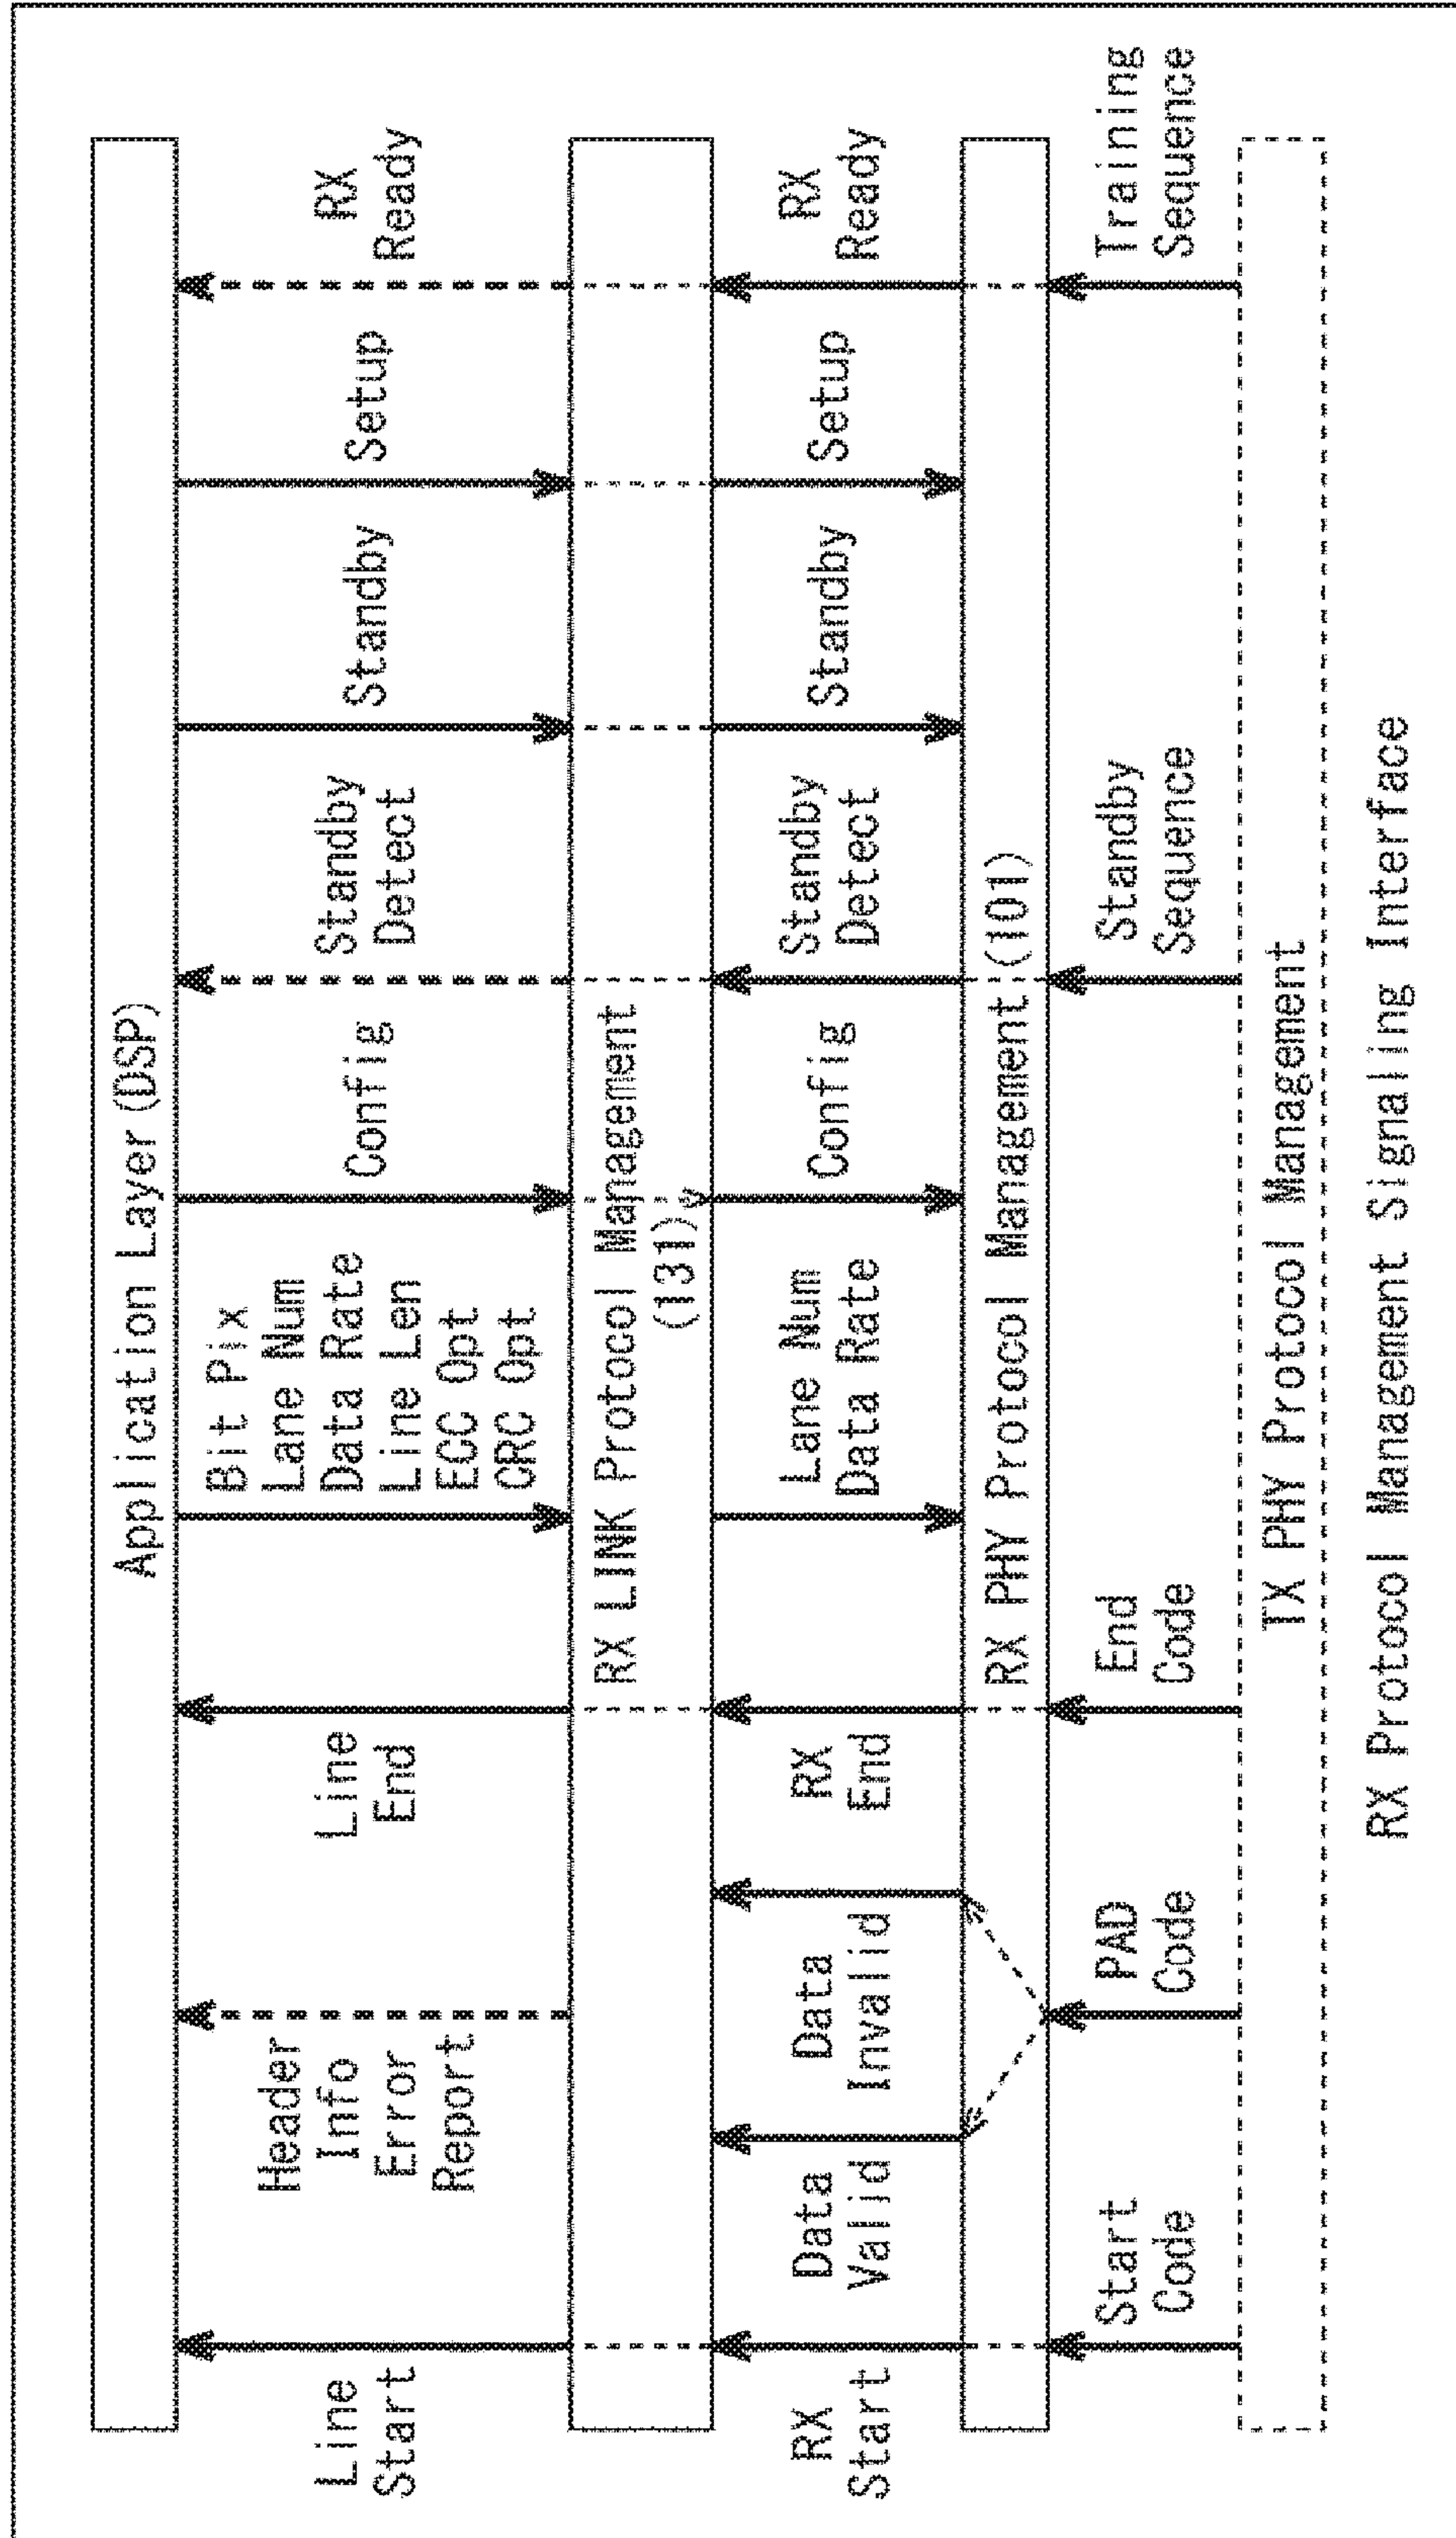 Application Layer(DSP)
Line
Start
Header
Info
Error
Report
Line
End
Bit Pix
Lane Num
Data Rate
Line Len
ECC Opt
CRC Opt
Config
Standby
Detect
Standby
Setup
RX
Ready
RX LINK Protocol Management
(131)
RX
Start
Data
Valid
Data
Invalid
RX
End
Lane Num
Data Rate
Config
Standby
Detect
Standby
Setup
RX
Ready
RX PHY Protocol Management (101)
Start
Code
PAD
Code
End
Code
Standby
Sequence
Training
Sequence
TX PHY Protocol Management
RX Protocol Management Signaling Interface